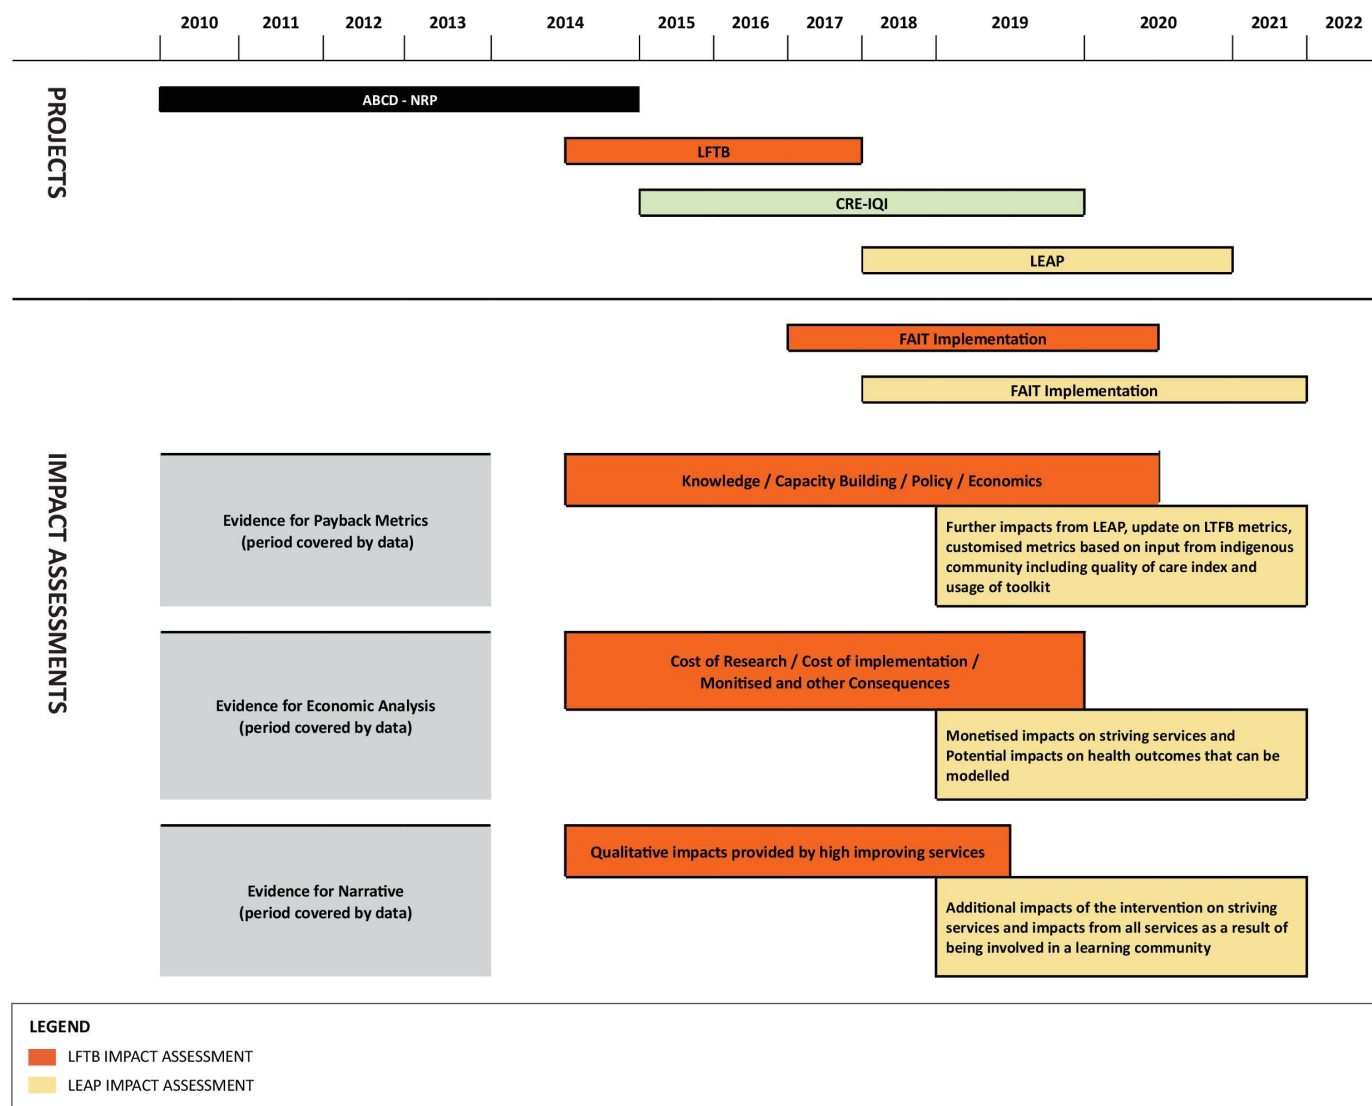 2010 2011 2012 2013 2014 2015 2016 2017 2018 2019 2020 2021 2022
PROJECTS
ABCD - NRP
LFTB
CRE-IQI
LEAP
IMPACT ASSESSMENTS
FAIT Implementation
FAIT Implementation
Evidence for Payback Metrics
(period covered by data)
Knowledge / Capacity Building / Policy / Economics
Further impacts from LEAP, update on LTFB metrics,
customised metrics based on input from indigenous
community including quality of care index and
usage of toolkit
Evidence for Economic Analysis
(period covered by data)
Cost of Research / Cost of implementation /
Monitised and other Consequences
Monetised impacts on striving services and
Potential impacts on health outcomes that can be
modelled
Evidence for Narrative
(period covered by data)
Qualitative impacts provided by high improving services
Additional impacts of the intervention on striving
services and impacts from all services as a result of
being involved in a learning community
LEGEND
LFTB IMPACT ASSESSMENT
LEAP IMPACT ASSESSMENT